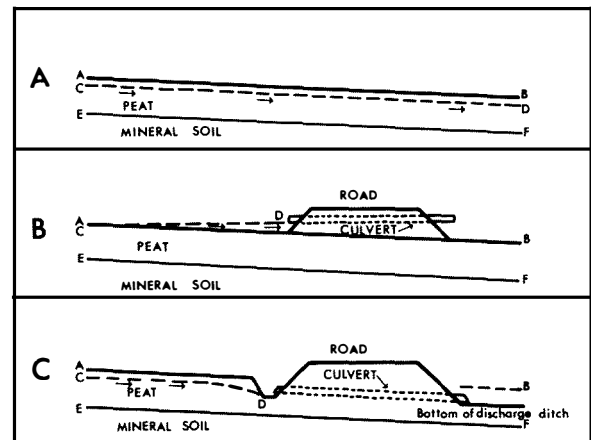 A
A
C
PEAT
B
D
E
MINERAL SOIL
F
B
ROAD
A
C
D
CULVERT
PEAT
B
E
MINERAL SOIL
F
C
ROAD
A
C
CULVERT
PEAT
B
D
Bottom of discharge ditch
E
MINERAL SOIL
F